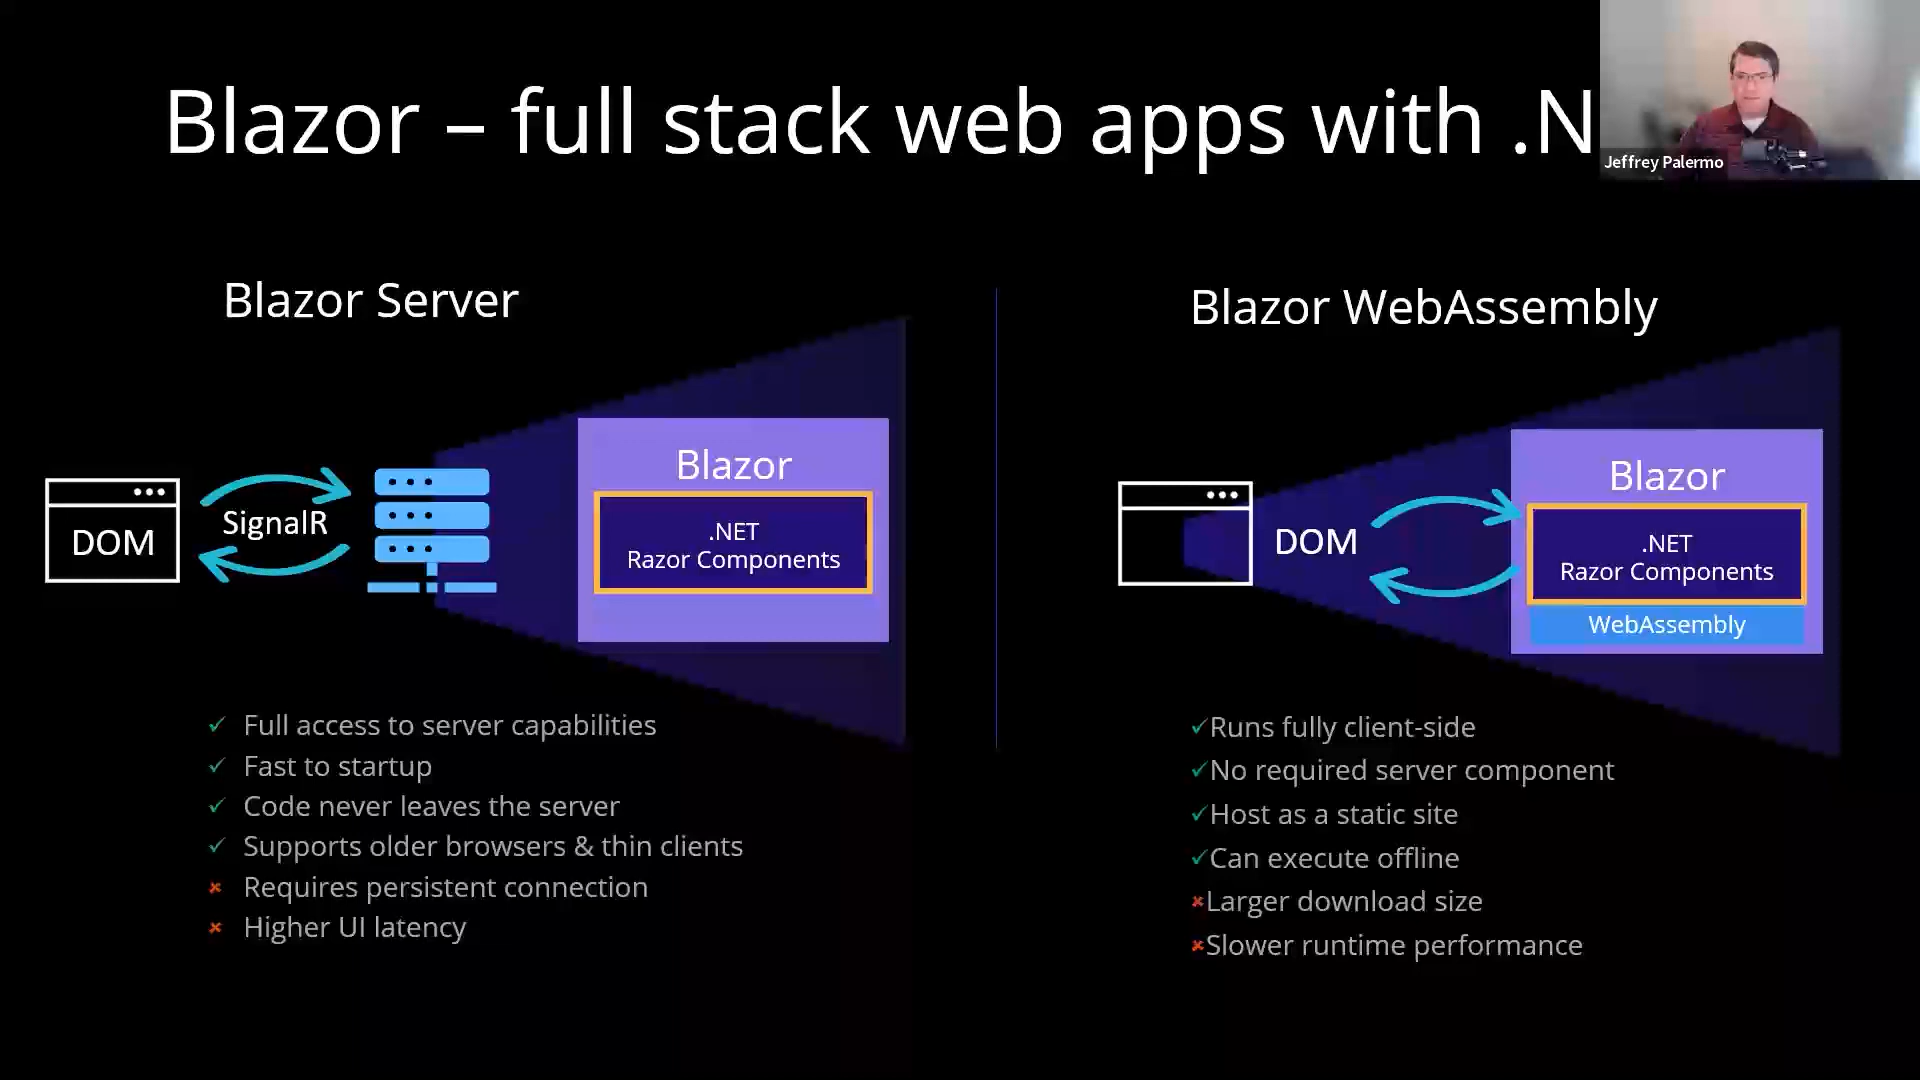 Blazor – full stack web apps with .N
Jeffrey Palermo
Blazor Server
DOM
SignalR
Blazor
.NET
Razor Components
✓ Full access to server capabilities
✓ Fast to startup
✓ Code never leaves the server
✓ Supports older browsers & thin clients
× Requires persistent connection
× Higher UI latency
Blazor WebAssembly
DOM
Blazor
.NET
Razor Components
WebAssembly
✓Runs fully client-side
✓No required server component
✓Host as a static site
✓Can execute offline
×Larger download size
×Slower runtime performance